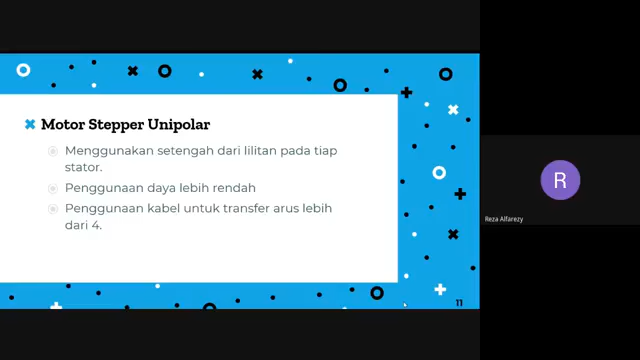 Motor Stepper Unipolar
Menggunakan setengah dari lilitan pada tiap
stator.
Penggunaan daya lebih rendah
Penggunaan kabel untuk transfer arus lebih
dari 4.
11
R
Reza Alfarezy